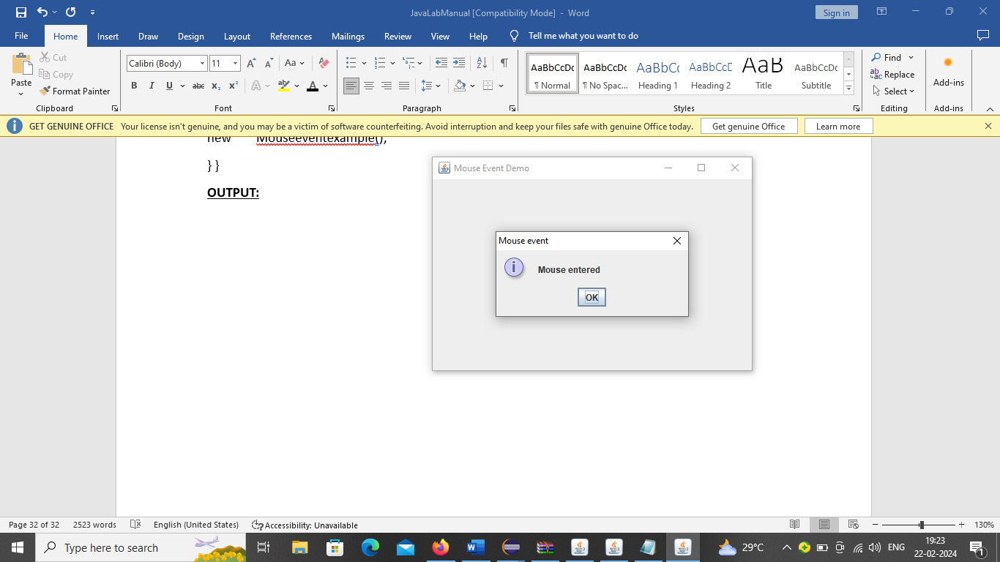 JavaLabManual [Compatibility Mode] - Word
Sign in
File Home Insert Draw Design Layout References Mailings Review View Help Tell me what you want to do
Paste
Cut
Copy
Format Painter
Clipboard
Calibri (Body) 11
Font
Paragraph
AaBbCcDc AaBbCcDc AaBbCc AaBbCcD AaB AaBbCcDc
¶ Normal ¶ No Spac... Heading 1 Heading 2 Title Subtitle
Styles
Find
Replace
Select
Editing
Add-ins
Add-ins
GET GENUINE OFFICE Your license isn't genuine, and you may be a victim of software counterfeiting. Avoid interruption and keep your files safe with genuine Office today. Get genuine Office Learn more
new Mouseeventexample();
} }
OUTPUT:
Mouse Event Demo
Mouse event
Mouse entered
OK
Page 32 of 32 2523 words English (United States) Accessibility: Unavailable 130%
Type here to search
29°C ENG
19:23
22-02-2024
1